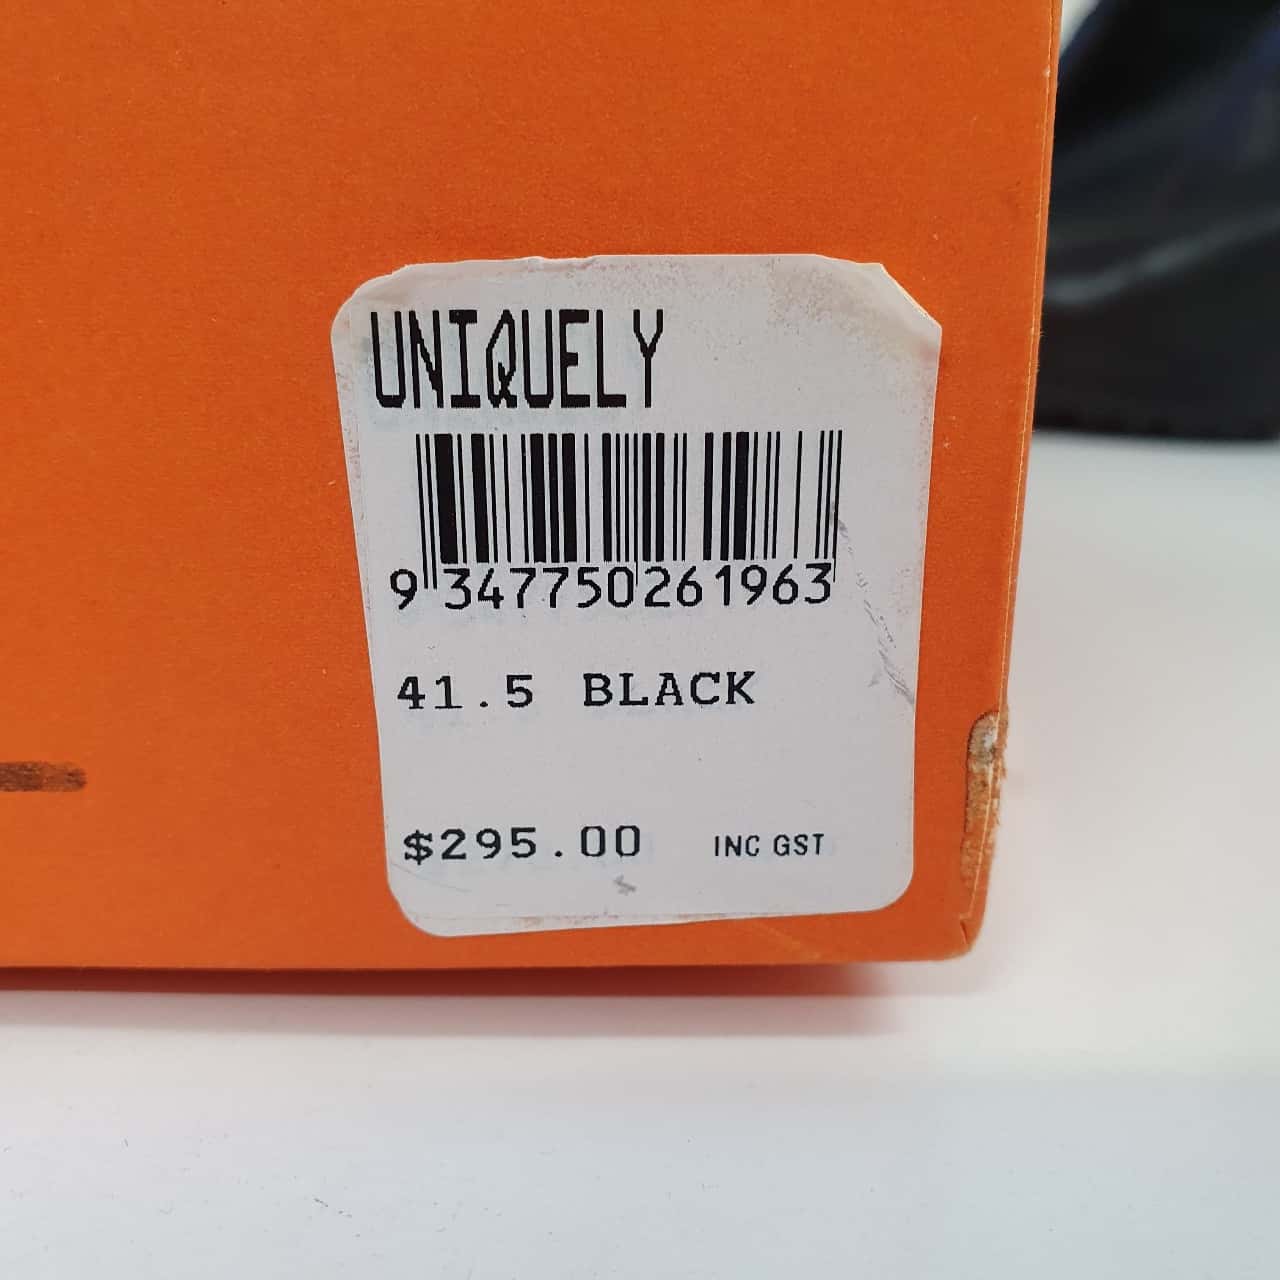 UNIQUELY
9 347750 261963
41.5 BLACK
$295.00 INC GST